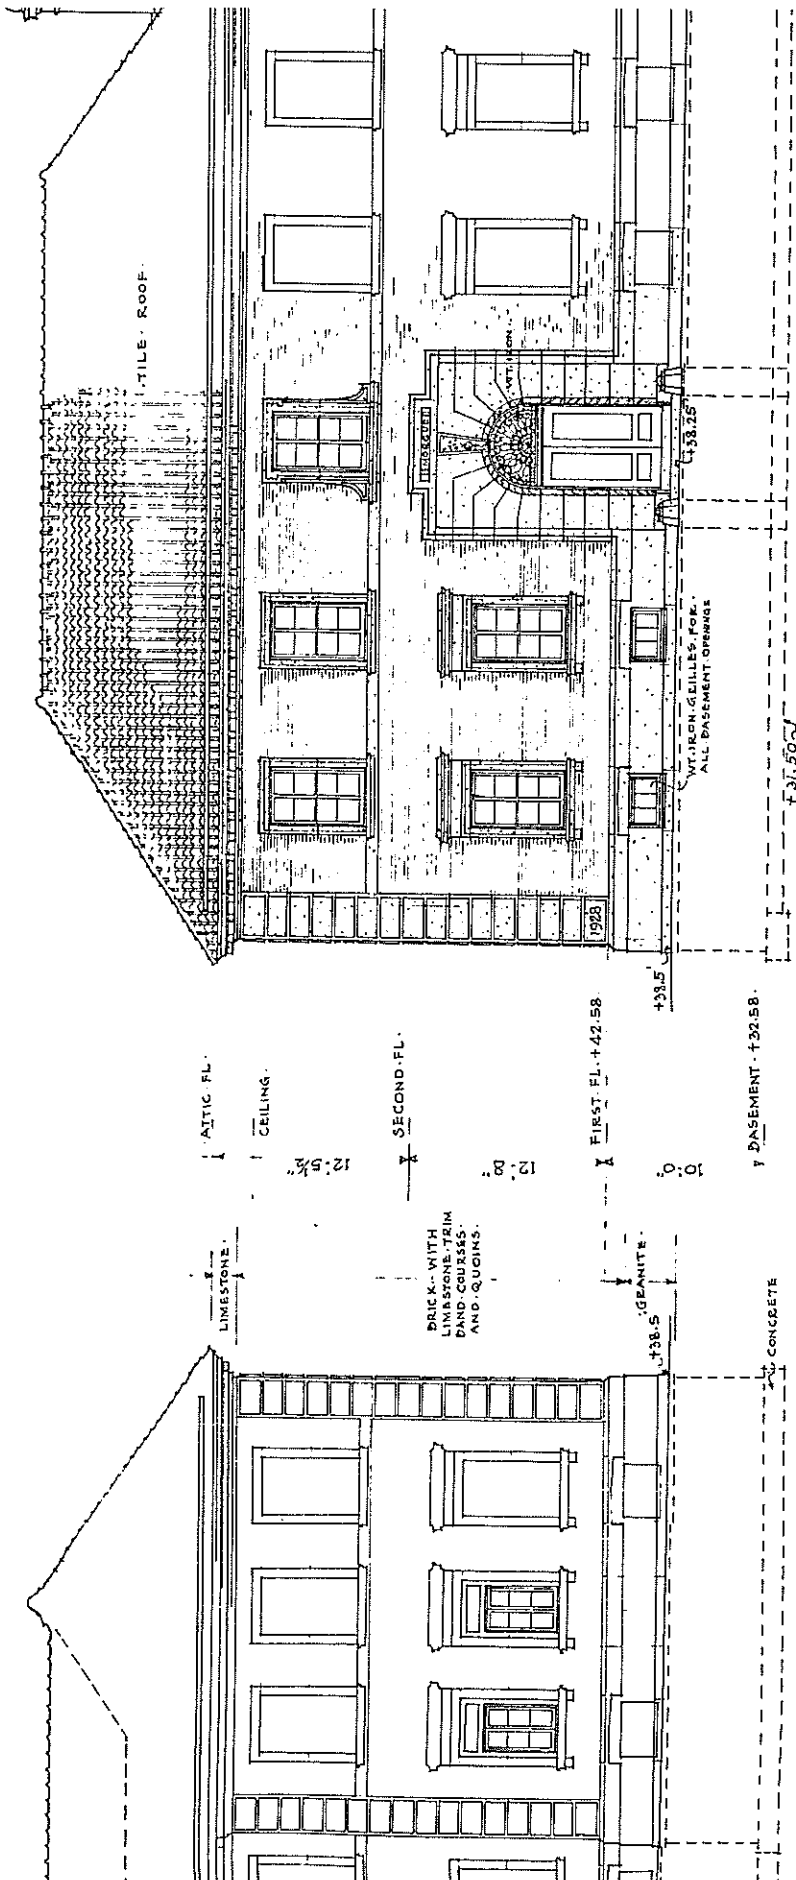 TILE· ROOF·
WT. IRON·
+38.25
WT. IRON· GRILLES· FOR·
ALL BASEMENT· OPENINGS
+31.50
1928
+38.5
ATTIC· FL·
CEILING·
SECOND· FL·
FIRST· FL· +42.58·
BASEMENT· +32.58·
12'-5½"
12'-8"
10'-0"
LIMESTONE·
BRICK· WITH
LIMESTONE· TRIM
BAND· COURSES·
AND· QUOINS·
GRANITE·
+38.5
CONCRETE